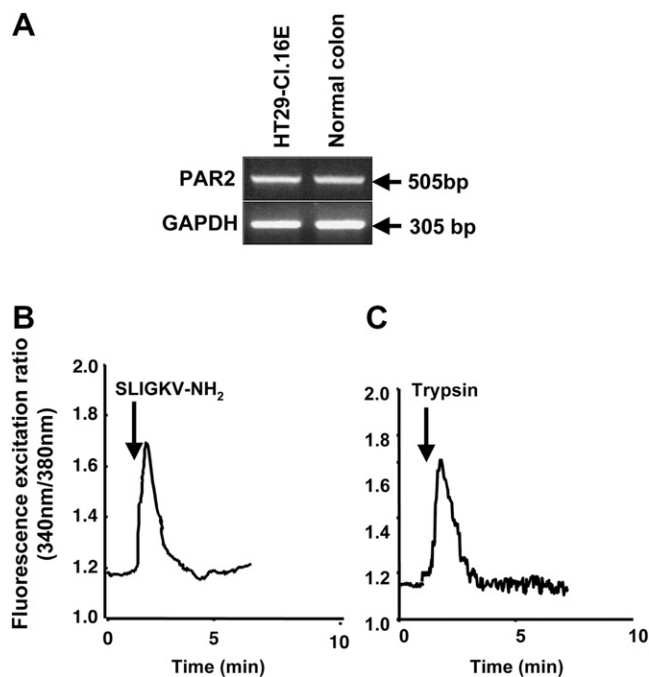 A
HT29-Cl.16E
Normal colon
PAR2
505bp
GAPDH
305 bp
B
Fluorescence excitation ratio
(340nm/380nm)
2.0
1.8
1.6
1.4
1.2
1.0
SLIGKV-NH₂
0
5
10
Time (min)
C
2.0
1.8
1.6
1.4
1.2
1.0
Trypsin
0
5
10
Time (min)